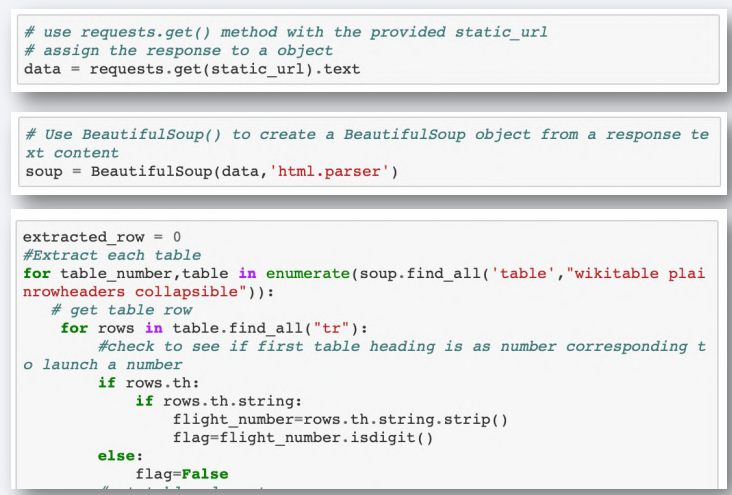 # use requests.get() method with the provided static_url
# assign the response to a object
data = requests.get(static_url).text
# Use BeautifulSoup() to create a BeautifulSoup object from a response te
xt content
soup = BeautifulSoup(data,'html.parser')
extracted_row = 0
#Extract each table
for table_number,table in enumerate(soup.find_all('table',"wikitable plai
nrowheaders collapsible")):
# get table row
for rows in table.find_all("tr"):
#check to see if first table heading is as number corresponding t
o launch a number
if rows.th:
if rows.th.string:
flight_number=rows.th.string.strip()
flag=flight_number.isdigit()
else:
flag=False